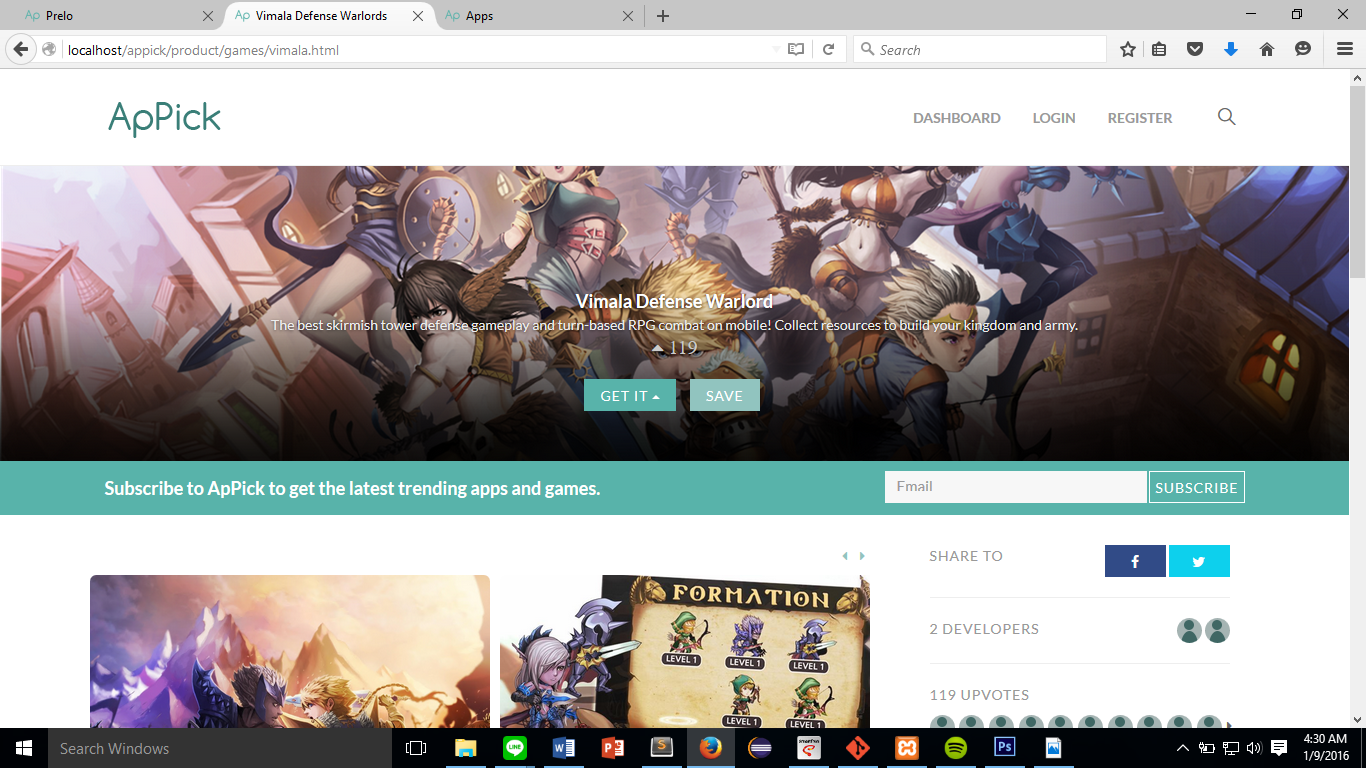 Prelo
Vimala Defense Warlords
Apps
localhost/appick/product/games/vimala.html
Search
ApPick
DASHBOARD
LOGIN
REGISTER
Vimala Defense Warlord
The best skirmish tower defense gameplay and turn-based RPG combat on mobile! Collect resources to build your kingdom and army.
119
GET IT
SAVE
Subscribe to ApPick to get the latest trending apps and games.
Email
SUBSCRIBE
SHARE TO
FORMATION
LEVEL 1
LEVEL 1
LEVEL 1
LEVEL 1
LEVEL 1
2 DEVELOPERS
119 UPVOTES
Search Windows
4:30 AM
1/9/2016